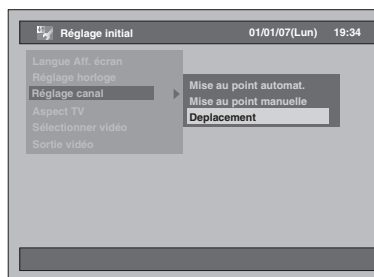 Réglage initial 01/01/07(Lun) 19:34
Langue Aff. écran
Réglage horloge
Réglage canal
Aspect TV
Sélectionner vidéo
Sortie vidéo
Mise au point automat.
Mise au point manuelle
Deplacement